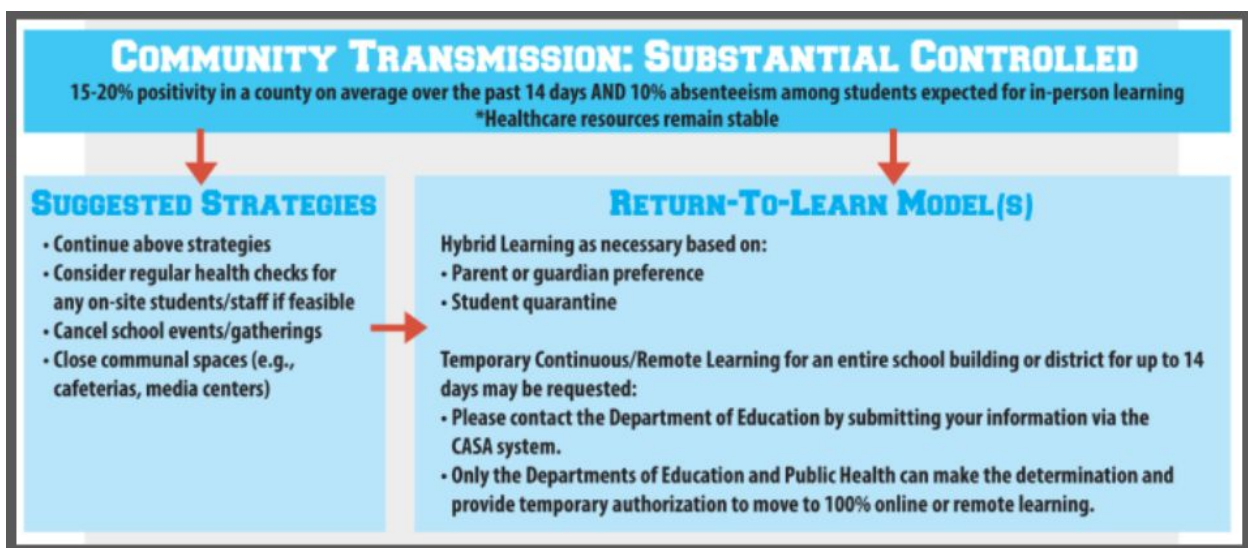 COMMUNITY TRANSMISSION: SUBSTANTIAL CONTROLLED
15-20% positivity in a county on average over the past 14 days AND 10% absenteeism among students expected for in-person learning
*Healthcare resources remain stable
SUGGESTED STRATEGIES
• Continue above strategies
• Consider regular health checks for
any on-site students/staff if feasible
• Cancel school events/gatherings
• Close communal spaces (e.g.,
cafeterias, media centers)
RETURN-TO-LEARN MODEL(S)
Hybrid Learning as necessary based on:
• Parent or guardian preference
• Student quarantine
Temporary Continuous/Remote Learning for an entire school building or district for up to 14
days may be requested:
• Please contact the Department of Education by submitting your information via the
CASA system.
• Only the Departments of Education and Public Health can make the determination and
provide temporary authorization to move to 100% online or remote learning.